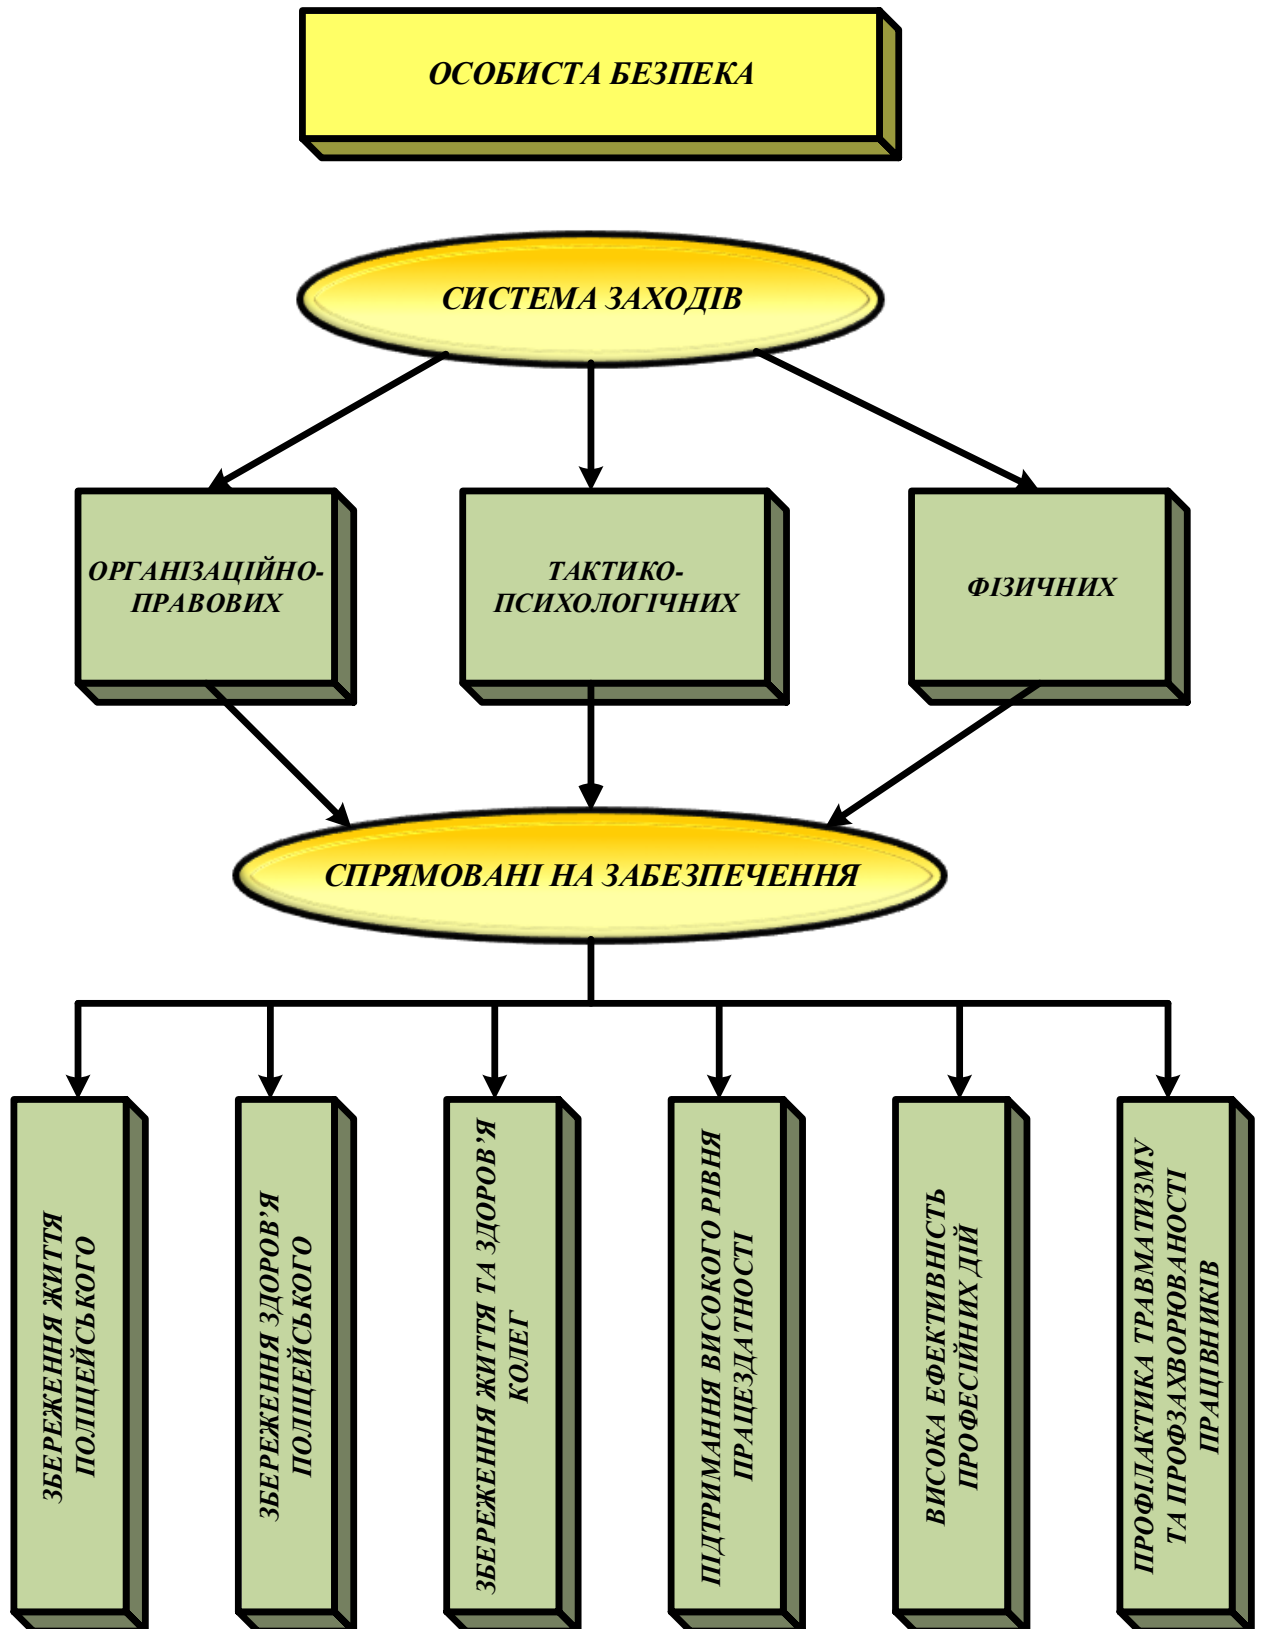 ОСОБИСТА БЕЗПЕКА
СИСТЕМА ЗАХОДІВ
ОРГАНІЗАЦІЙНО-
ПРАВОВИХ
ТАКТИКО-
ПСИХОЛОГІЧНИХ
ФІЗИЧНИХ
СПРЯМОВАНІ НА ЗАБЕЗПЕЧЕННЯ
ЗБЕРЕЖЕННЯ ЖИТТЯ
ПОЛІЦЕЙСЬКОГО
ЗБЕРЕЖЕННЯ ЗДОРОВ’Я
ПОЛІЦЕЙСЬКОГО
ЗБЕРЕЖЕННЯ ЖИТТЯ ТА ЗДОРОВ’Я
КОЛЕГ
ПІДТРИМАННЯ ВИСОКОГО РІВНЯ
ПРАЦЕЗДАТНОСТІ
ВИСОКА ЕФЕКТИВНІСТЬ
ПРОФЕСІЙНИХ ДІЙ
ПРОФІЛАКТИКА ТРАВМАТИЗМУ
ТА ПРОФЗАХВОРЮВАНОСТІ
ПРАЦІВНИКІВ